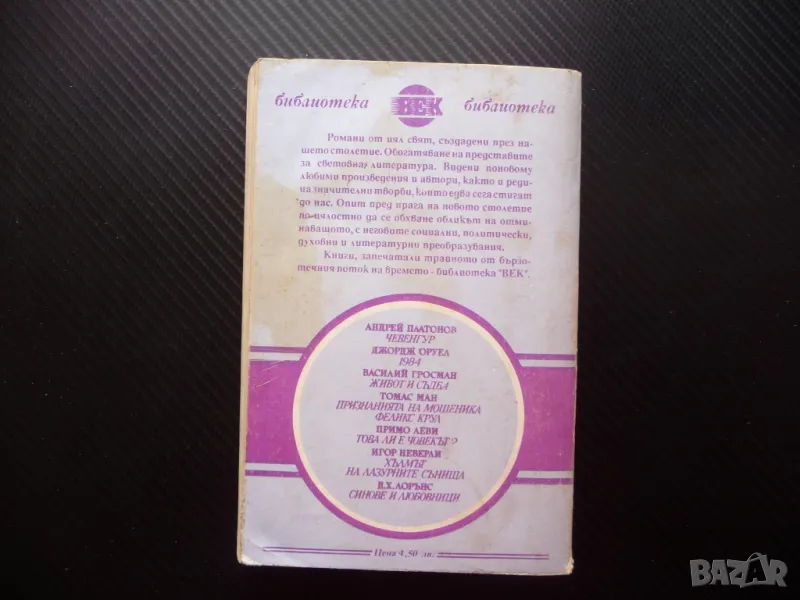 библиотека ВЕК библиотека
Романи от цял свят, създадени през на-
шето столетие. Обогатяване на представите
за световна литература. Видени поновому
любими произведения и автори, както и реди-
ца значителни творби, които едва сега стигат
до нас. Опит пред прага на новото столетие
по-цялостно да се обхване обликът на отми-
наващото, с неговите социални, политически,
духовни и литературни преобразувания.
Книги, запечатали трайното от бързо-
течния поток на времето - библиотека "ВЕК".
АНДРЕЙ ПЛАТОНОВ
ЧЕВЕНГУР
ДЖОРДЖ ОРУЕЛ
1984
ВАСИЛИЙ ГРОСМАН
ЖИВОТ И СЪДБА
ТОМАС МАН
ПРИЗНАНИЯТА НА МОШЕНИКА
ФЕЛИКС КРУЛ
ПРИМО ЛЕВИ
ТОВА ЛИ Е ЧОВЕКЪТ?
ИГОР НЕВЕРЛИ
ХЪЛМЪТ
НА ЛАЗУРНИТЕ СЪНИЩА
Д.Х. ЛОРЪНС
СИНОВЕ И ЛЮБОВНИЦИ
Цена 4,50 лв.
BAZAR